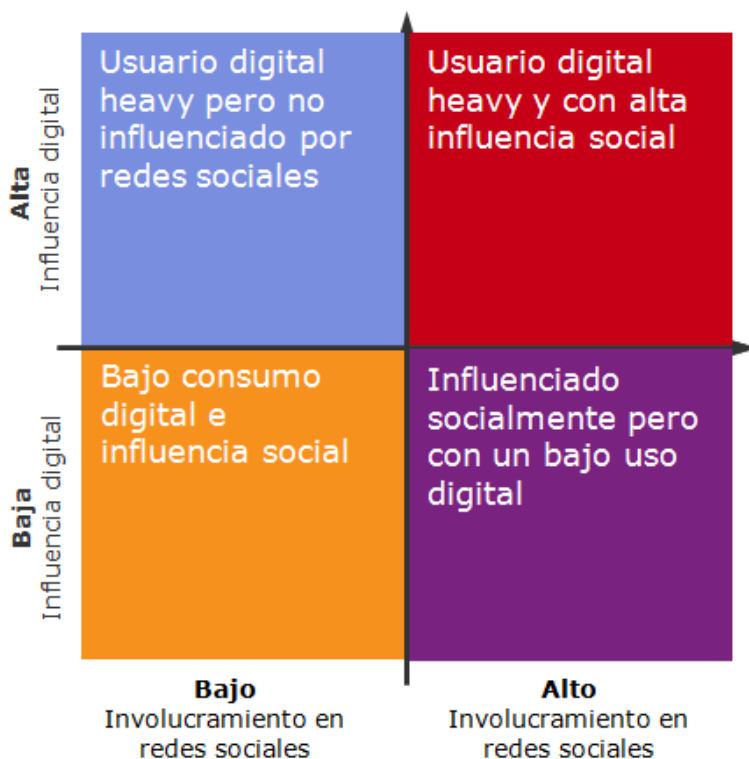 Usuario digital
heavy pero no
influenciado por
redes sociales
Usuario digital
heavy y con alta
influencia social
Alta
Influencia digital
Bajo consumo
digital e
influencia social
Influenciado
socialmente pero
con un bajo uso
digital
Baja
Influencia digital
Bajo
Involucramiento en
redes sociales
Alto
Involucramiento en
redes sociales